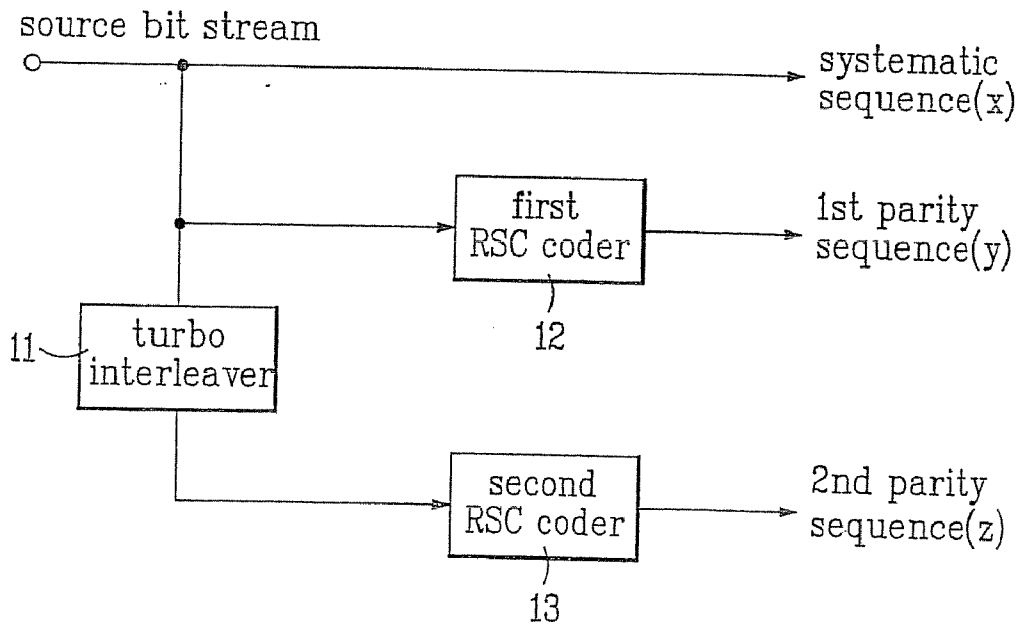 source bit stream
systematic
sequence(x)
first
RSC coder
12
1st parity
sequence(y)
11
turbo
interleaver
second
RSC coder
13
2nd parity
sequence(z)